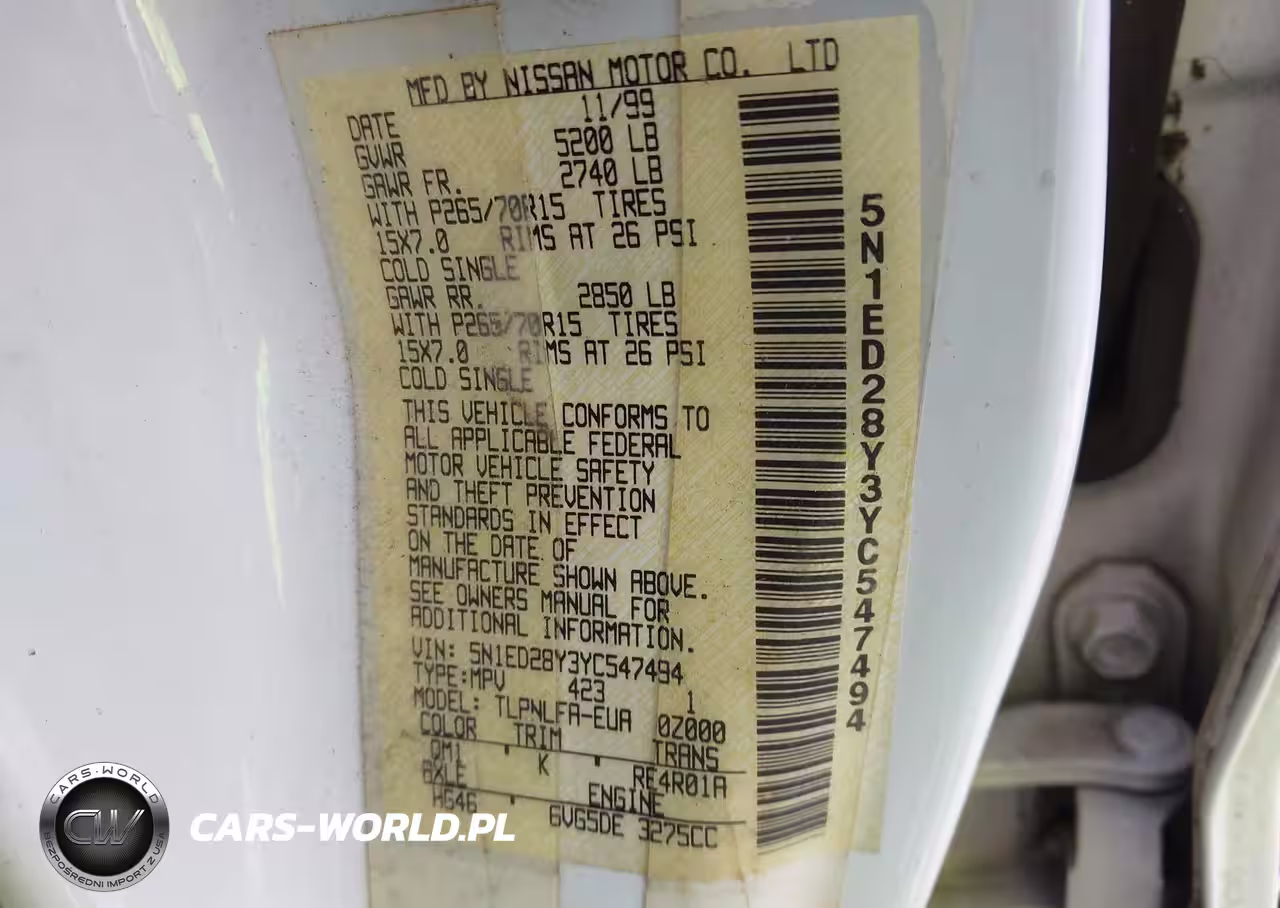 MFD BY NISSAN MOTOR CO. LTD
DATE 11/99
GVWR 5200 LB
GAWR FR. 2740 LB
WITH P265/70R15 TIRES
15X7.0 RIMS AT 26 PSI
COLD SINGLE
GAWR RR. 2850 LB
WITH P265/70R15 TIRES
15X7.0 RIMS AT 26 PSI
COLD SINGLE
THIS VEHICLE CONFORMS TO
ALL APPLICABLE FEDERAL
MOTOR VEHICLE SAFETY
AND THEFT PREVENTION
STANDARDS IN EFFECT
ON THE DATE OF
MANUFACTURE SHOWN ABOVE.
SEE OWNERS MANUAL FOR
ADDITIONAL INFORMATION.
VIN: 5N1ED28Y3YC547494
TYPE:MPV 423 1
MODEL: TLPNLFA-EUA 0Z000
COLOR TRIM TRANS
QM1 K RE4R01A
AXLE ENGINE
HG46 6VG5DE 3275CC
5N1ED28Y3YC547494
CARS-WORLD
CW
BEZPOŚREDNI IMPORT Z USA
CARS-WORLD.PL